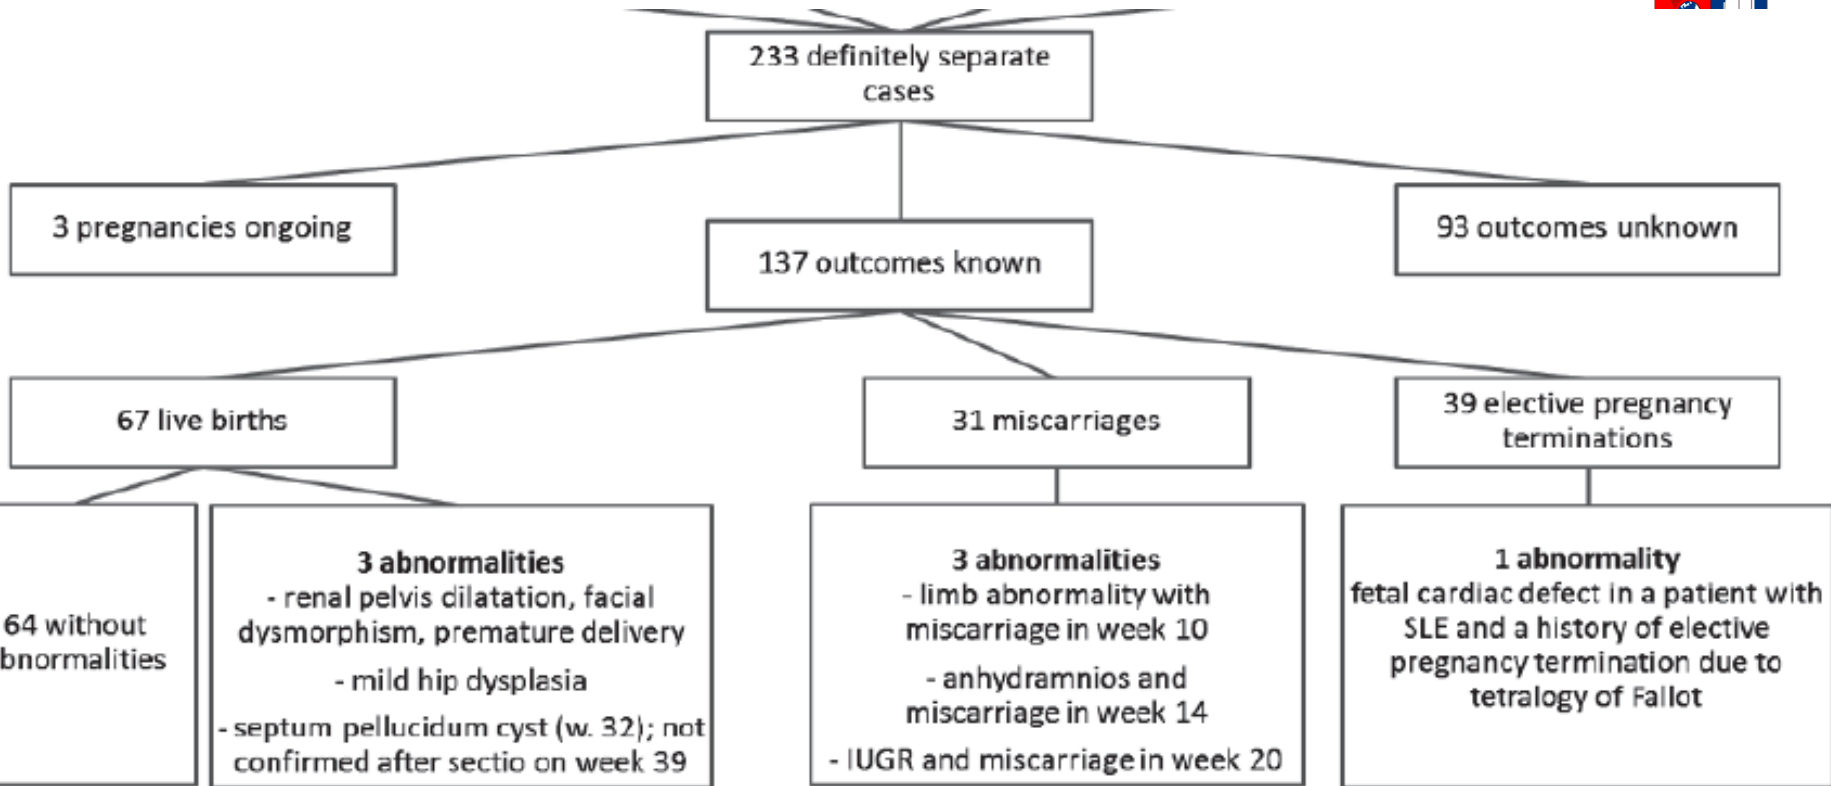 233 definitely separate
cases
3 pregnancies ongoing
137 outcomes known
93 outcomes unknown
67 live births
31 miscarriages
39 elective pregnancy
terminations
64 without
bnormalities
3 abnormalities
- renal pelvis dilatation, facial
dysmorphism, premature delivery
- mild hip dysplasia
- septum pellucidum cyst (w. 32); not
confirmed after sectio on week 39
3 abnormalities
- limb abnormality with
miscarriage in week 10
- anhydramnios and
miscarriage in week 14
- IUGR and miscarriage in week 20
1 abnormality
fetal cardiac defect in a patient with
SLE and a history of elective
pregnancy termination due to
tetralogy of Fallot